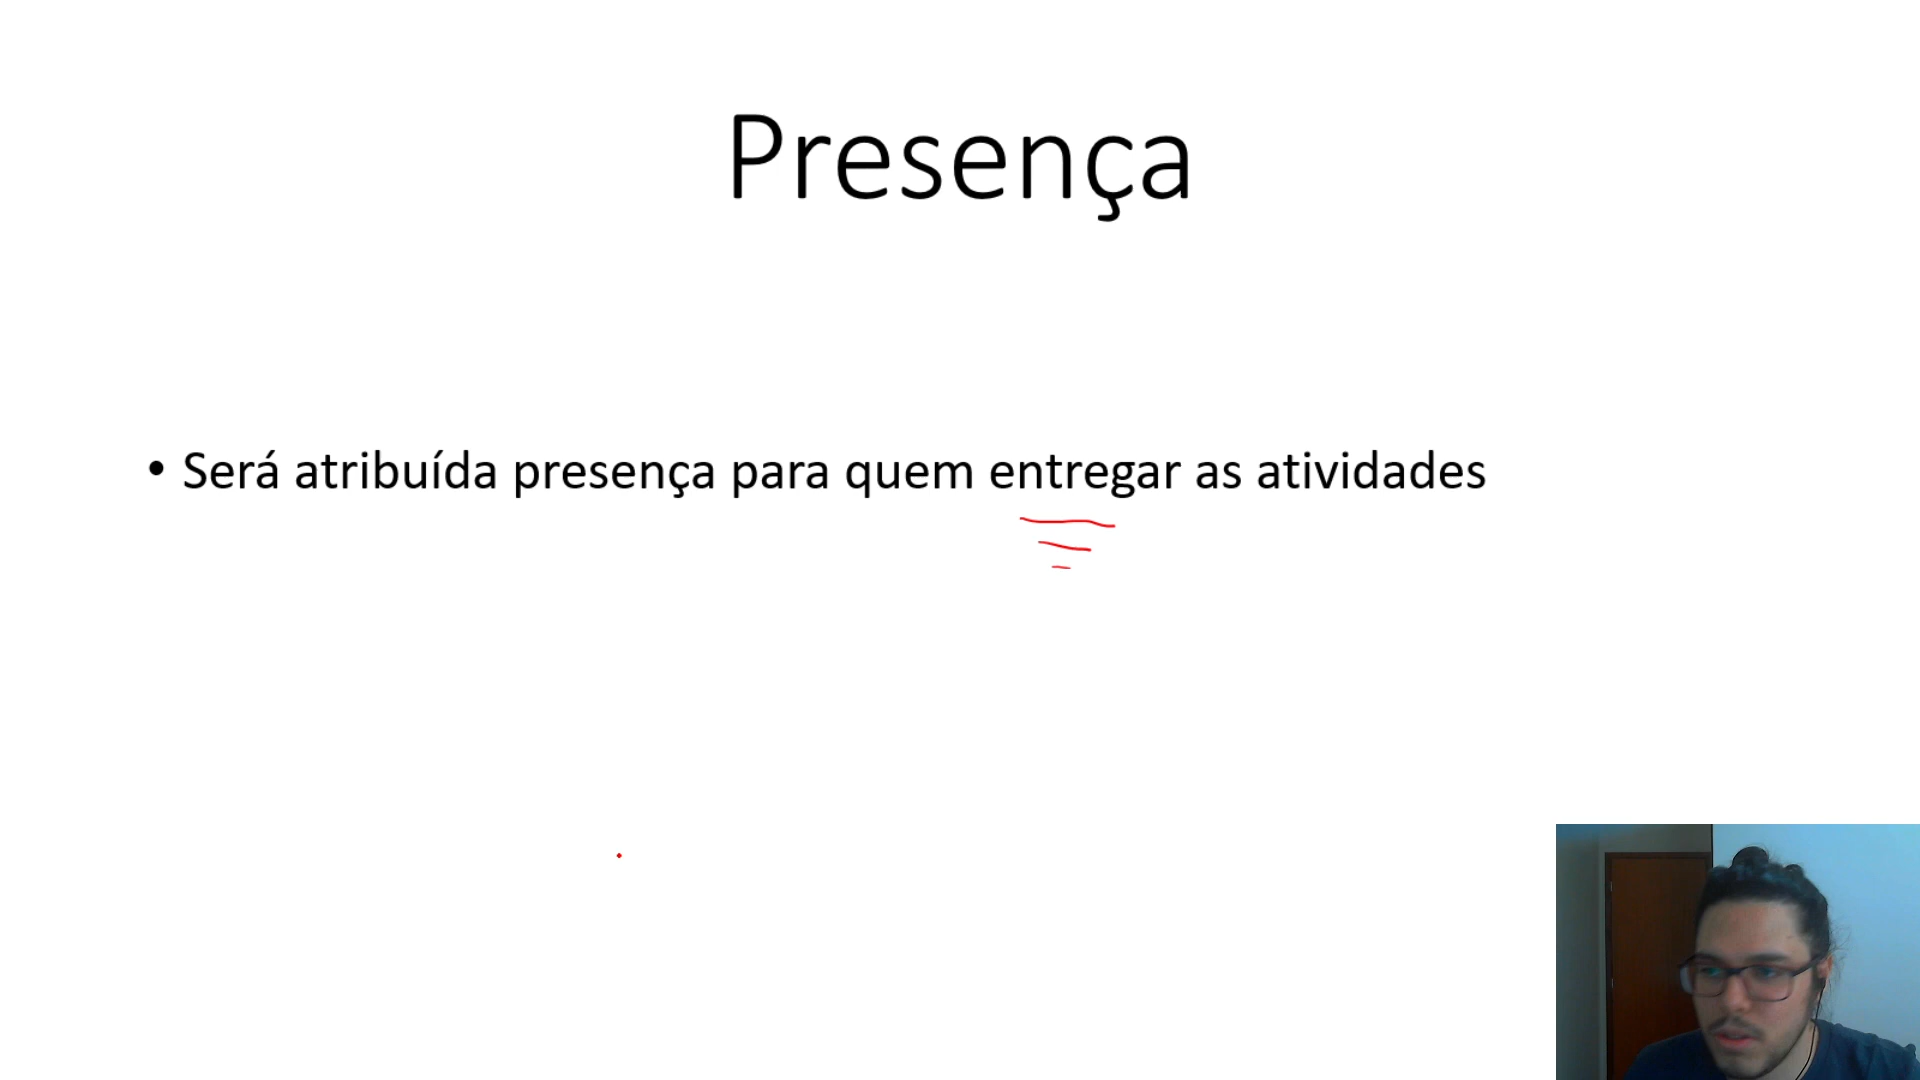 Presença
• Será atribuída presença para quem entregar as atividades